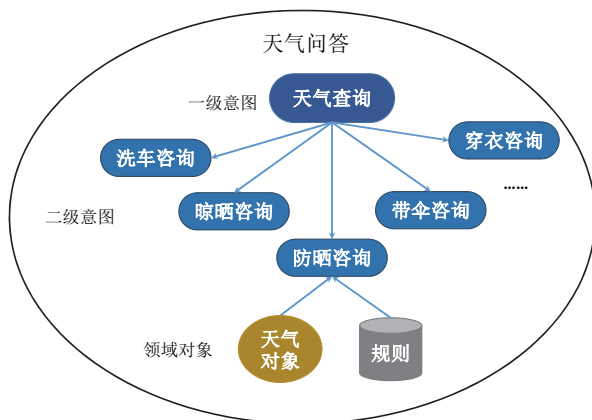 天气问答
一级意图
天气查询
洗车咨询
穿衣咨询
……
二级意图
晾晒咨询
带伞咨询
防晒咨询
领域对象
天气
对象
规则